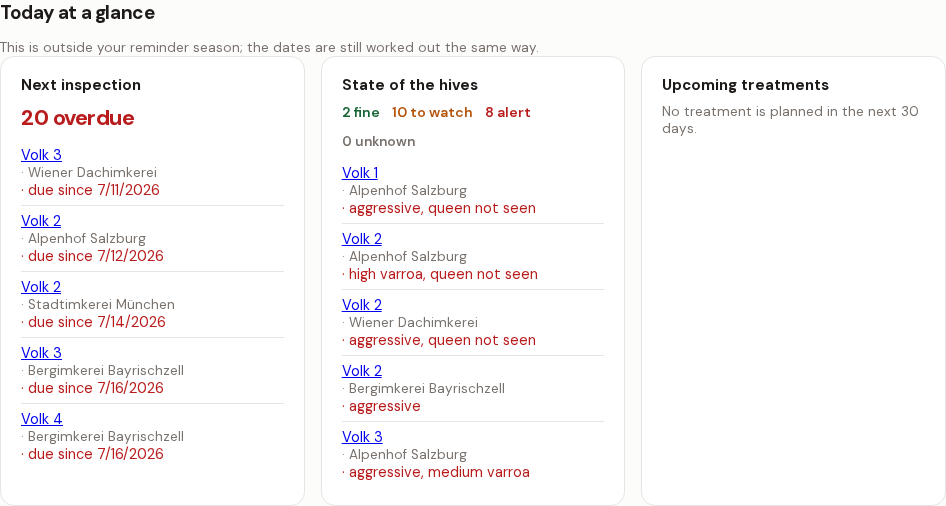 Today at a glance
This is outside your reminder season; the dates are still worked out the same way.
Next inspection
20 overdue
Volk 3
· Wiener Dachimkerei
· due since 7/11/2026
Volk 2
· Alpenhof Salzburg
· due since 7/12/2026
Volk 2
· Stadtimkerei München
· due since 7/14/2026
Volk 3
· Bergimkerei Bayrischzell
· due since 7/16/2026
Volk 4
· Bergimkerei Bayrischzell
· due since 7/16/2026
State of the hives
2 fine 10 to watch 8 alert
0 unknown
Volk 1
· Alpenhof Salzburg
· aggressive, queen not seen
Volk 2
· Alpenhof Salzburg
· high varroa, queen not seen
Volk 2
· Wiener Dachimkerei
· aggressive, queen not seen
Volk 2
· Bergimkerei Bayrischzell
· aggressive
Volk 3
· Alpenhof Salzburg
· aggressive, medium varroa
Upcoming treatments
No treatment is planned in the next 30
days.